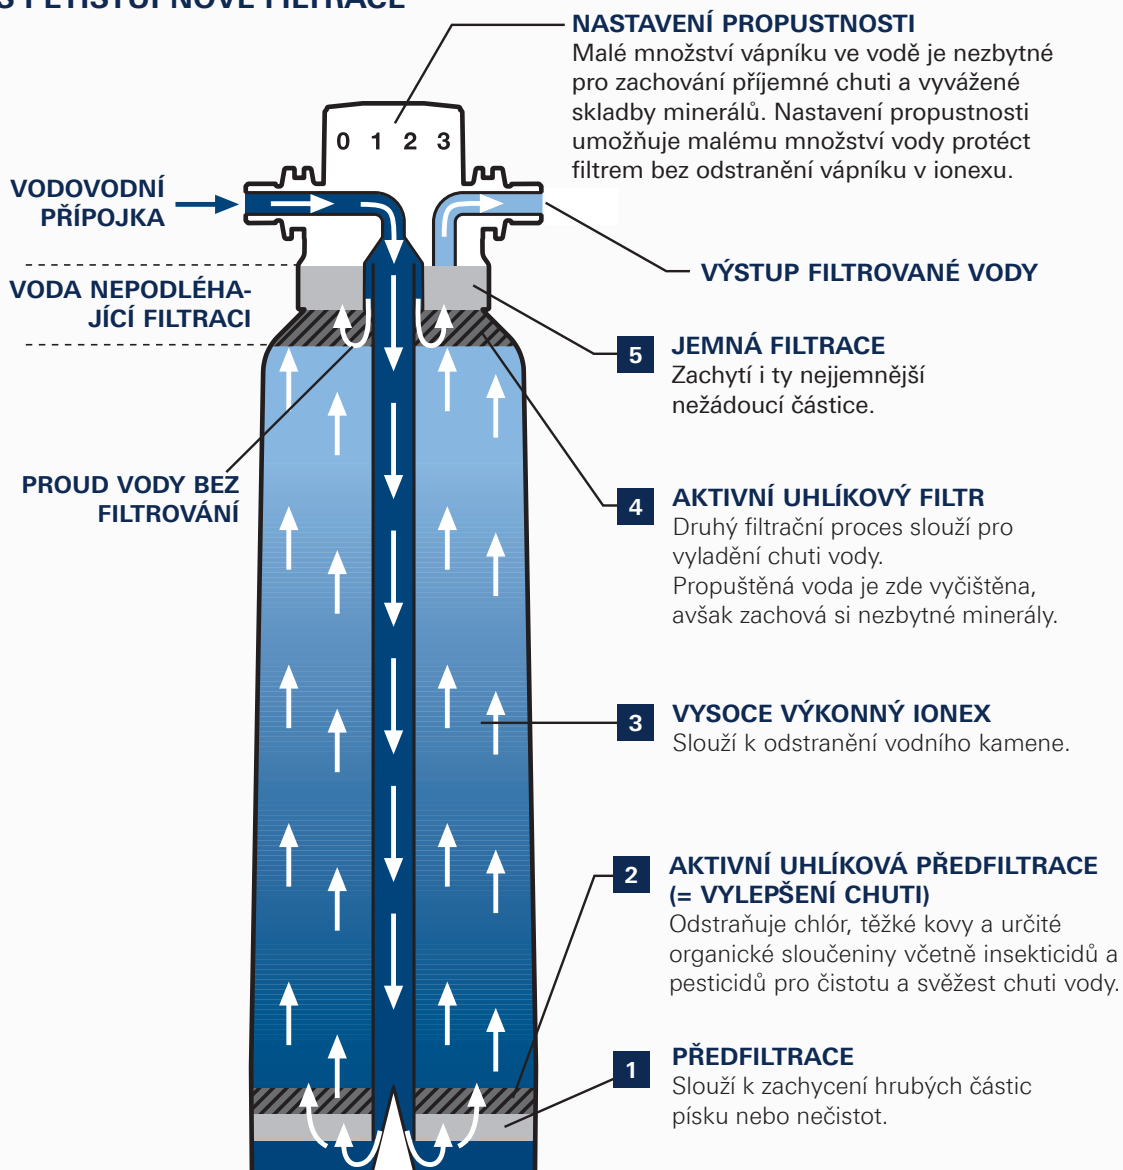 S PĚTISTUPŇOVÉ FILTRACE
NASTAVENÍ PROPUSTNOSTI
Malé množství vápníku ve vodě je nezbytné
pro zachování příjemné chuti a vyvážené
skladby minerálů. Nastavení propustnosti
umožňuje malému množství vody protéct
filtrem bez odstranění vápníku v ionexu.
0 1 2 3
VODOVODNÍ
PŘÍPOJKA
VÝSTUP FILTROVANÉ VODY
VODA NEPODLÉHA-
JÍCÍ FILTRACI
5 JEMNÁ FILTRACE
Zachytí i ty nejjemnější
nežádoucí částice.
PROUD VODY BEZ
FILTROVÁNÍ
4 AKTIVNÍ UHLÍKOVÝ FILTR
Druhý filtrační proces slouží pro
vyladění chuti vody.
Propuštěná voda je zde vyčištěna,
avšak zachová si nezbytné minerály.
3 VYSOCE VÝKONNÝ IONEX
Slouží k odstranění vodního kamene.
2 AKTIVNÍ UHLÍKOVÁ PŘEDFILTRACE
(= VYLEPŠENÍ CHUTI)
Odstraňuje chlór, těžké kovy a určité
organické sloučeniny včetně insekticidů a
pesticidů pro čistotu a svěžest chuti vody.
1 PŘEDFILTRACE
Slouží k zachycení hrubých částic
písku nebo nečistot.